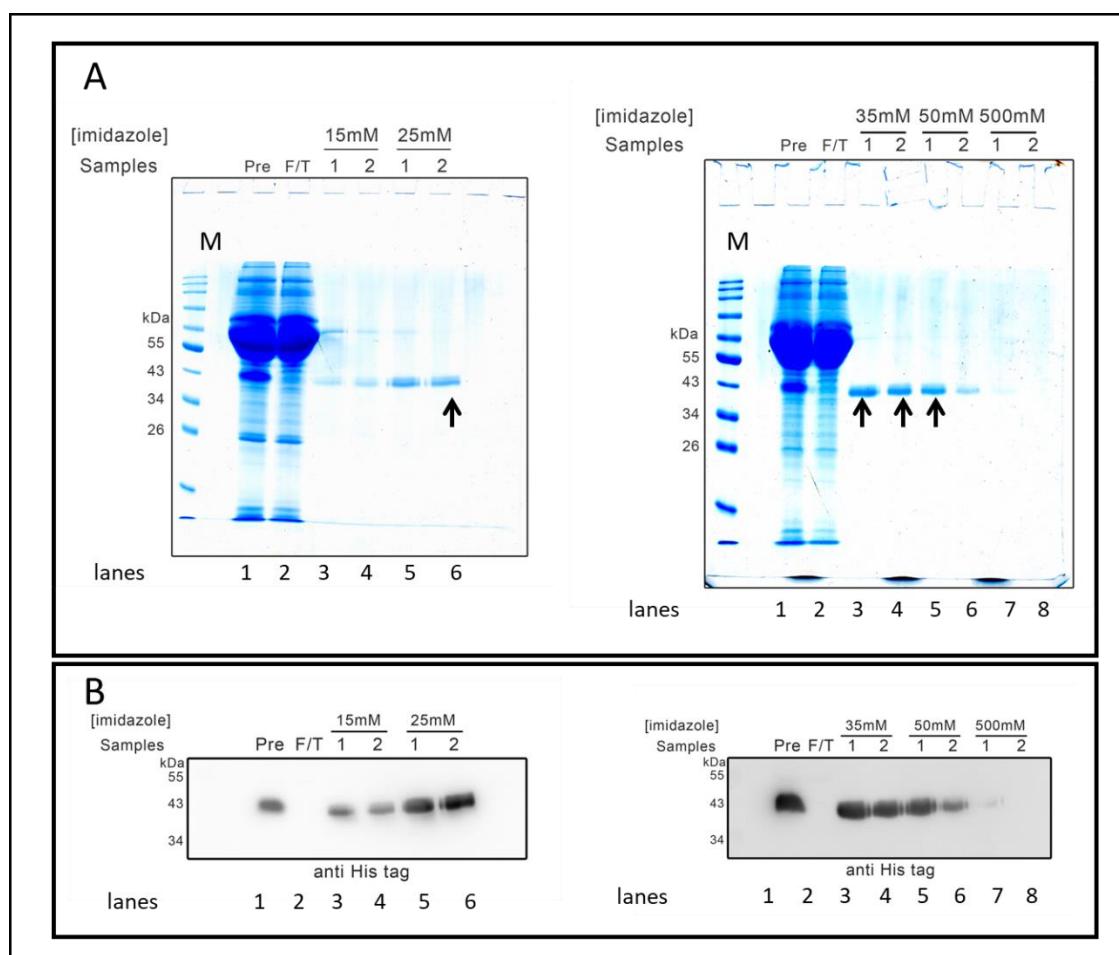 A
[imidazole] 15mM 25mM
Samples Pre F/T 1 2 1 2
M
kDa
55
43
34
26
lanes 1 2 3 4 5 6
[imidazole] 35mM 50mM 500mM
Samples Pre F/T 1 2 1 2 1 2
M
kDa
55
43
34
26
lanes 1 2 3 4 5 6 7 8
B
[imidazole] 15mM 25mM
Samples Pre F/T 1 2 1 2
kDa
55
43
34
anti His tag
lanes 1 2 3 4 5 6
[imidazole] 35mM 50mM 500mM
Samples Pre F/T 1 2 1 2 1 2
kDa
55
43
34
anti His tag
lanes 1 2 3 4 5 6 7 8